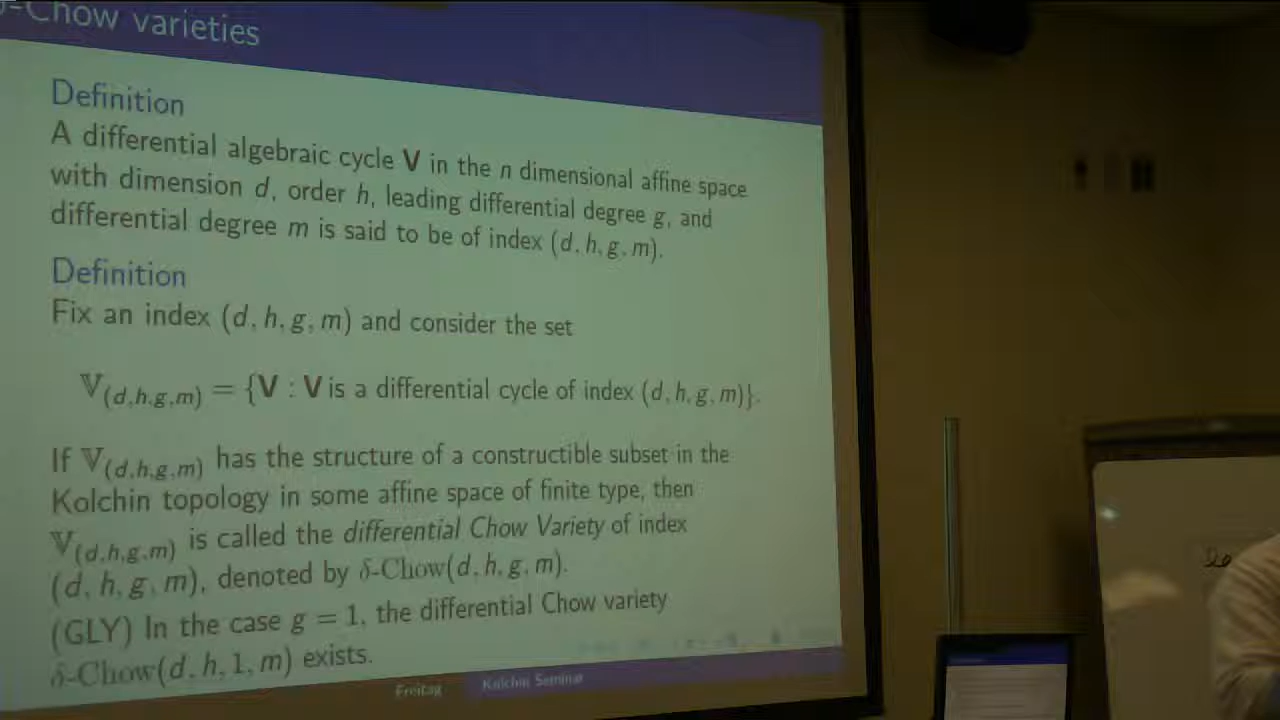 δ-Chow varieties
Definition
A differential algebraic cycle V in the n dimensional affine space
with dimension d, order h, leading differential degree g, and
differential degree m is said to be of index (d, h, g, m).
Definition
Fix an index (d, h, g, m) and consider the set
𝕍(d,h,g,m) = {V : V is a differential cycle of index (d, h, g, m)}.
If 𝕍(d,h,g,m) has the structure of a constructible subset in the
Kolchin topology in some affine space of finite type, then
𝕍(d,h,g,m) is called the differential Chow Variety of index
(d, h, g, m), denoted by δ-Chow(d, h, g, m).
(GLY) In the case g = 1, the differential Chow variety
δ-Chow(d, h, 1, m) exists.
Freitag Kolchin Seminar